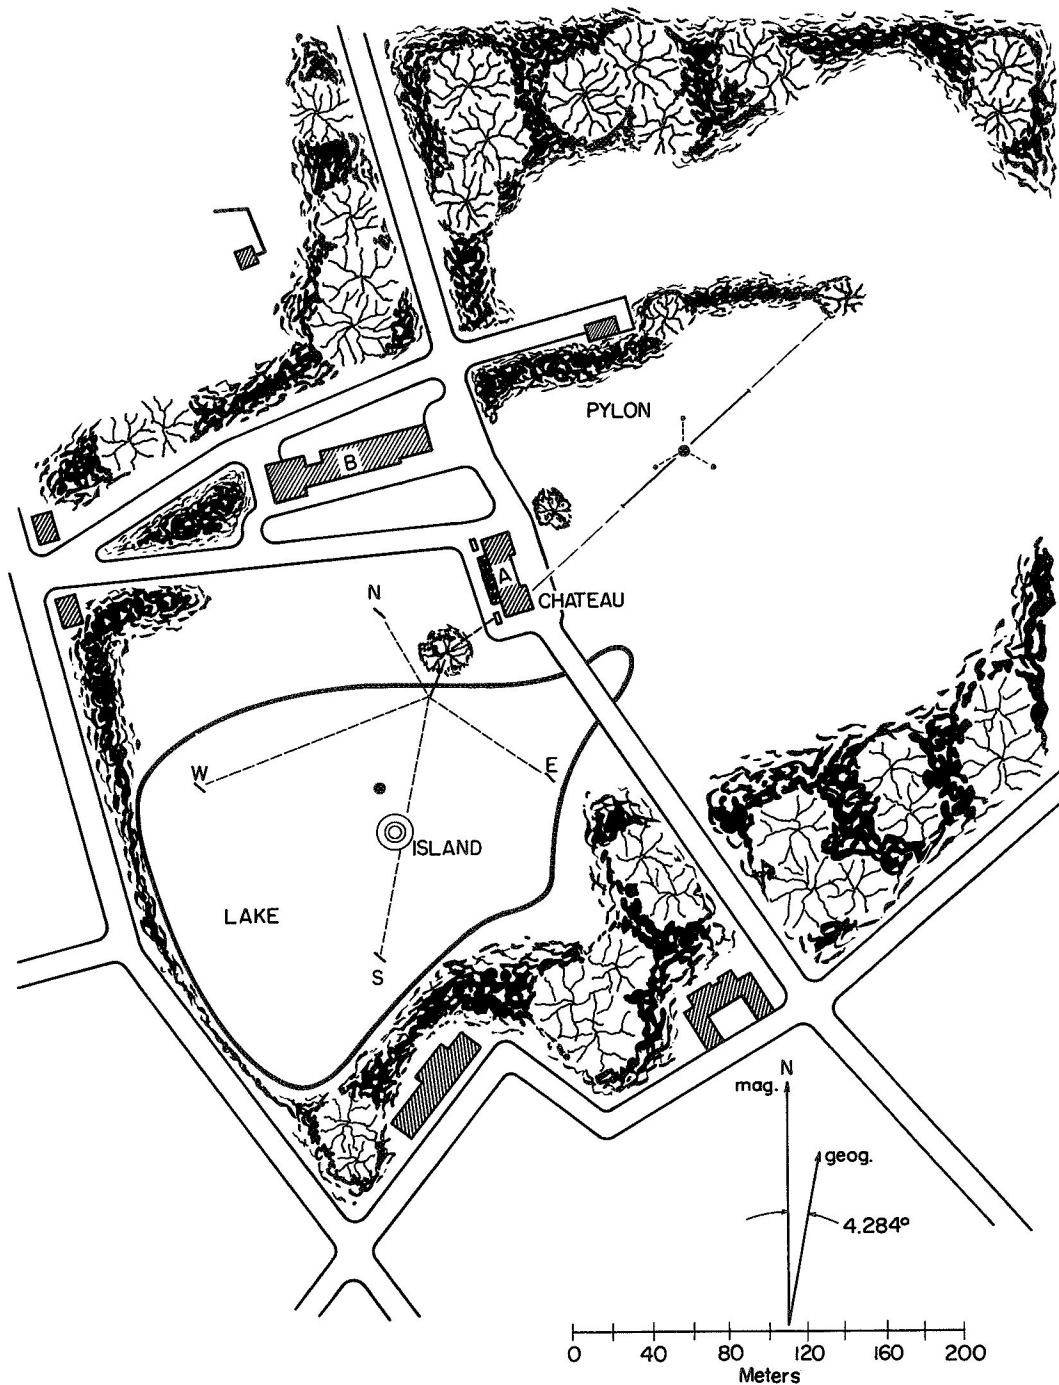 PYLON
B
A
CHATEAU
N
W
E
ISLAND
LAKE
S
N
mag.
geog.
4.284°
0 40 80 120 160 200
Meters